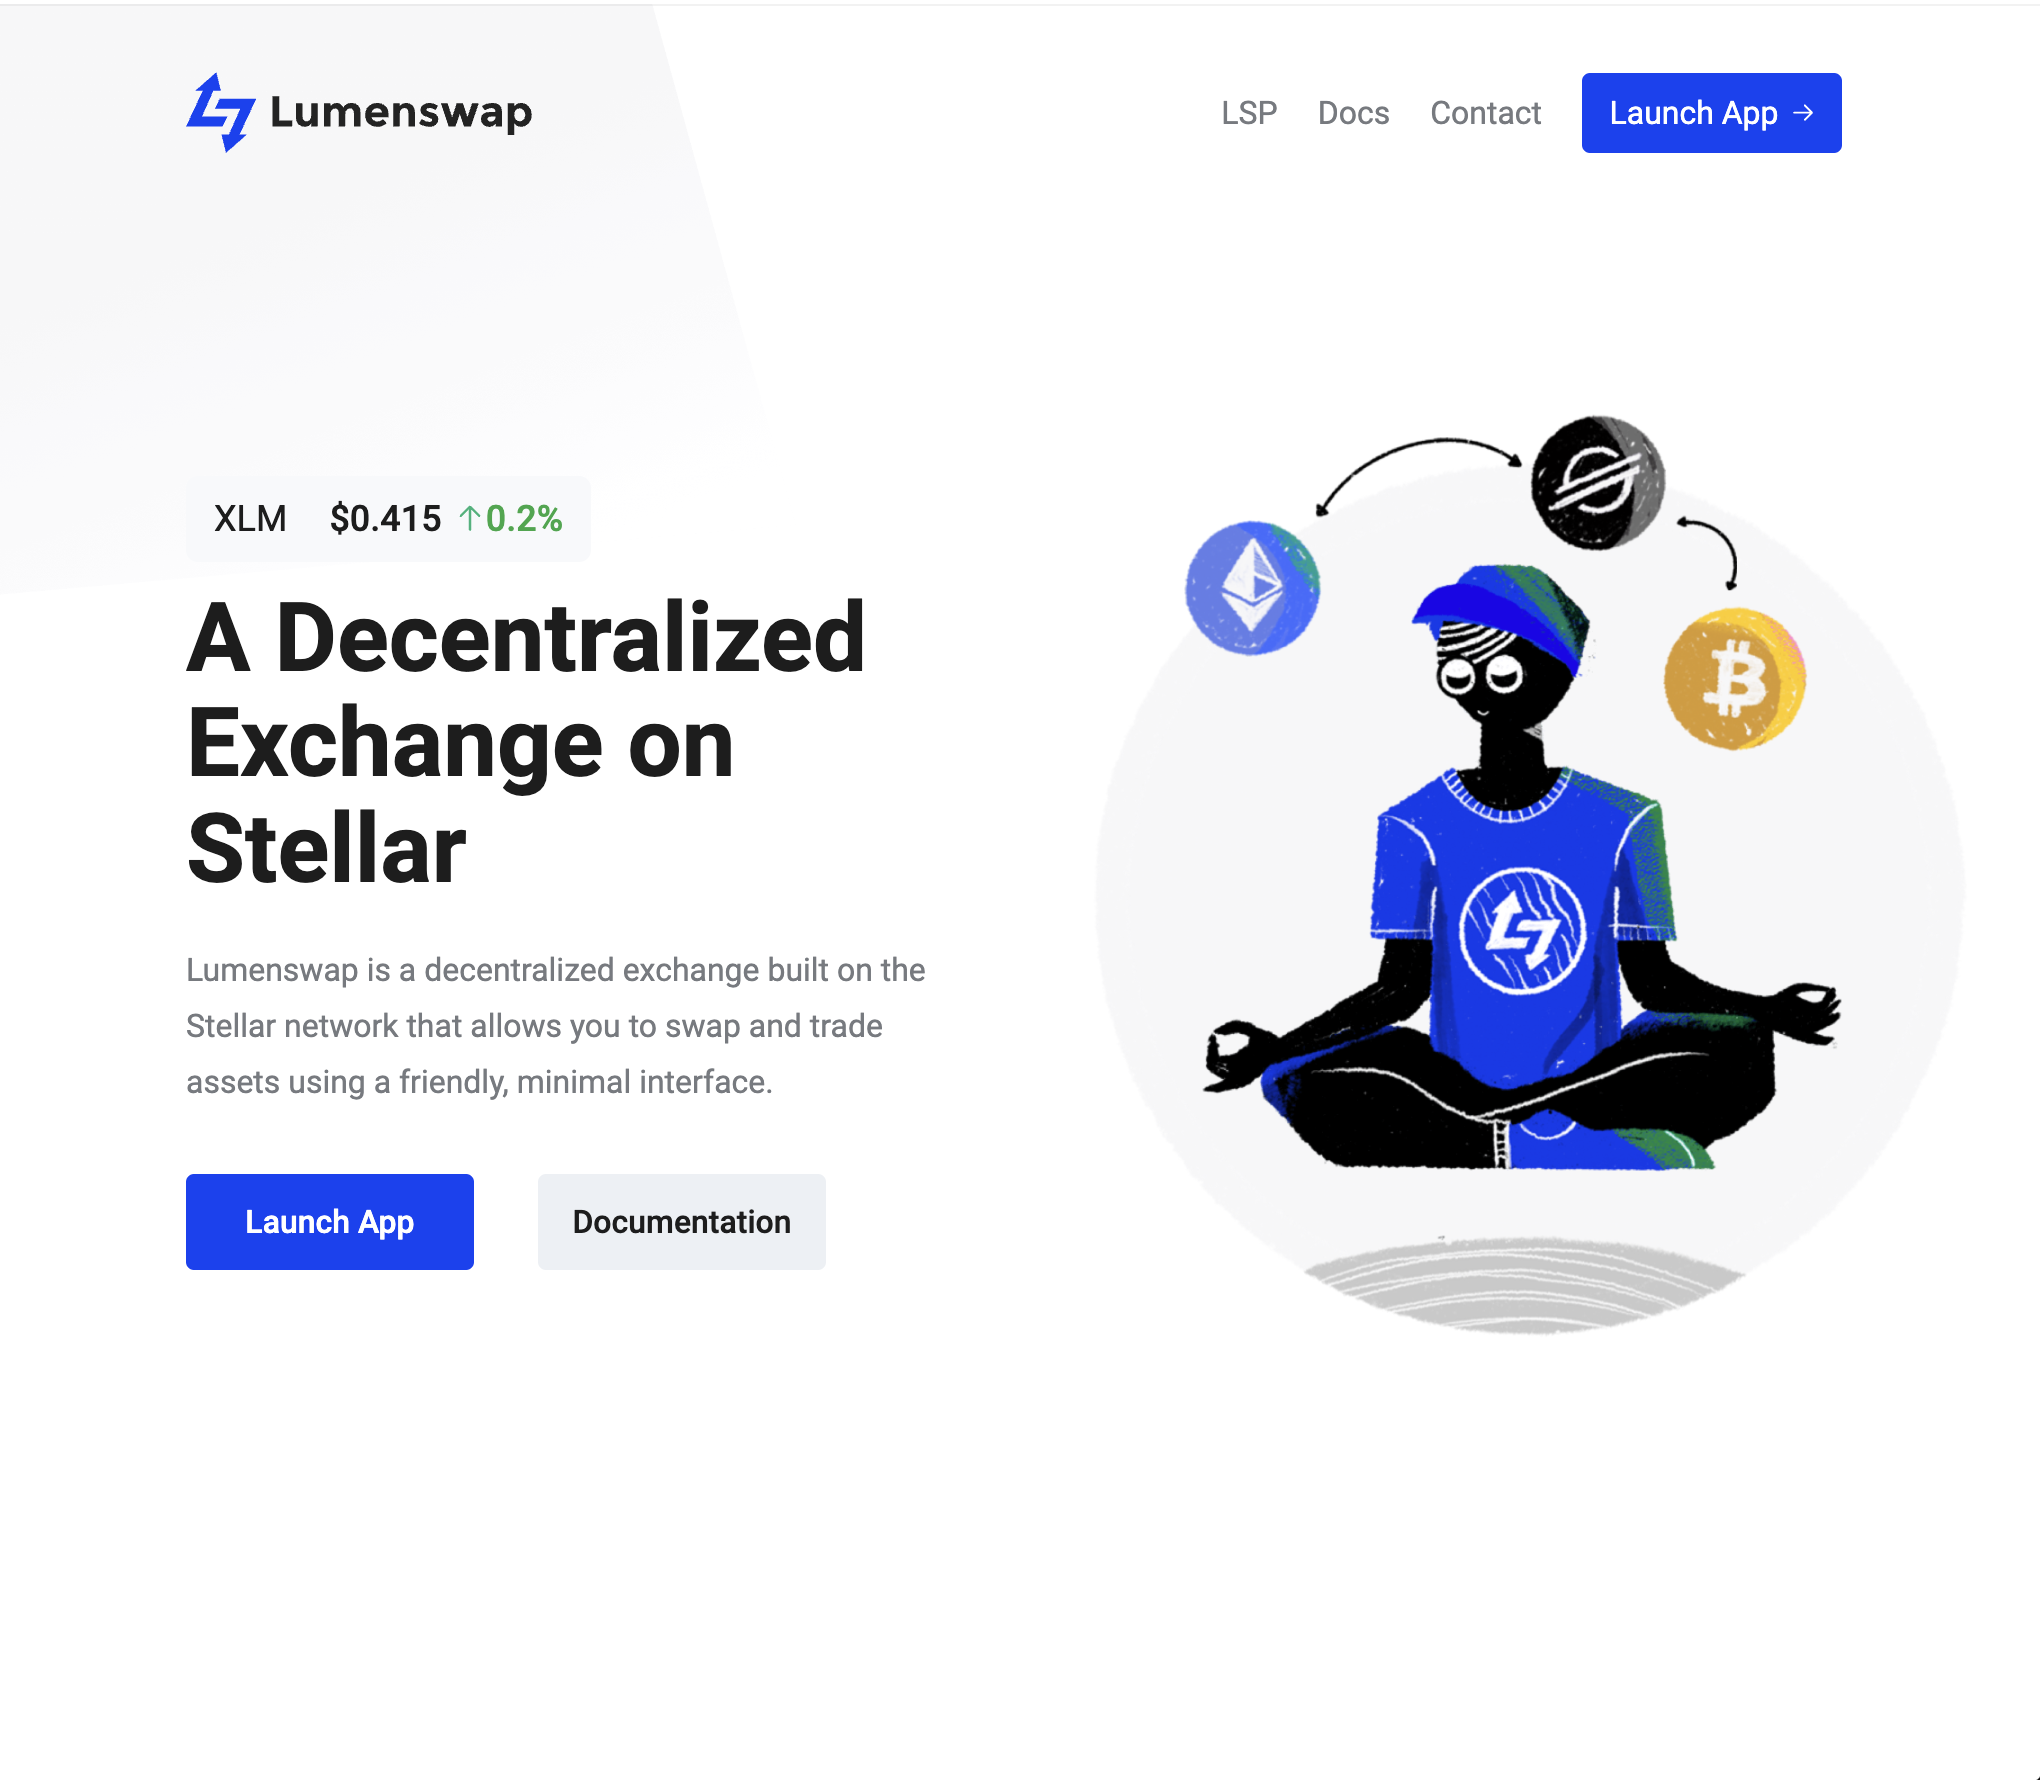 Lumenswap
LSP Docs Contact Launch App →
XLM $0.415 ↑0.2%
A Decentralized
Exchange on
Stellar
Lumenswap is a decentralized exchange built on the
Stellar network that allows you to swap and trade
assets using a friendly, minimal interface.
Launch App Documentation